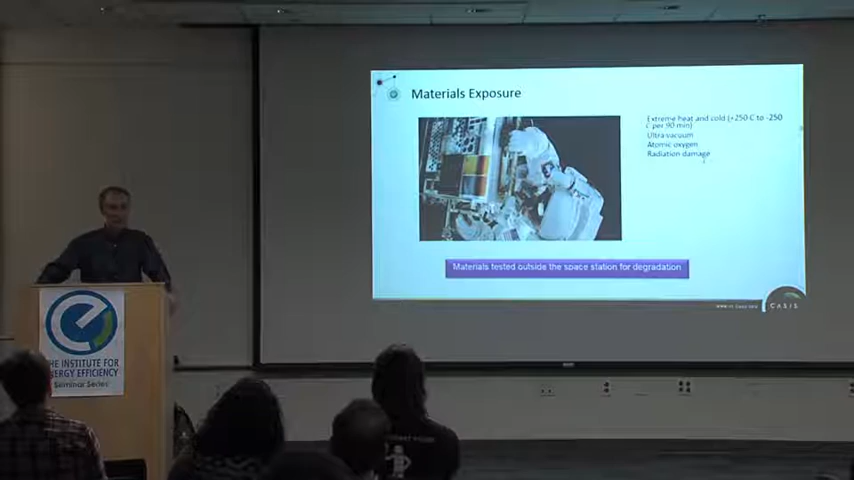 Materials Exposure
Extreme heat and cold (+250 C to -250
C per 90 min)
Ultra vacuum
Atomic oxygen
Radiation damage
Materials tested outside the space station for degradation
CASIS
THE INSTITUTE FOR
ENERGY EFFICIENCY
Seminar Series